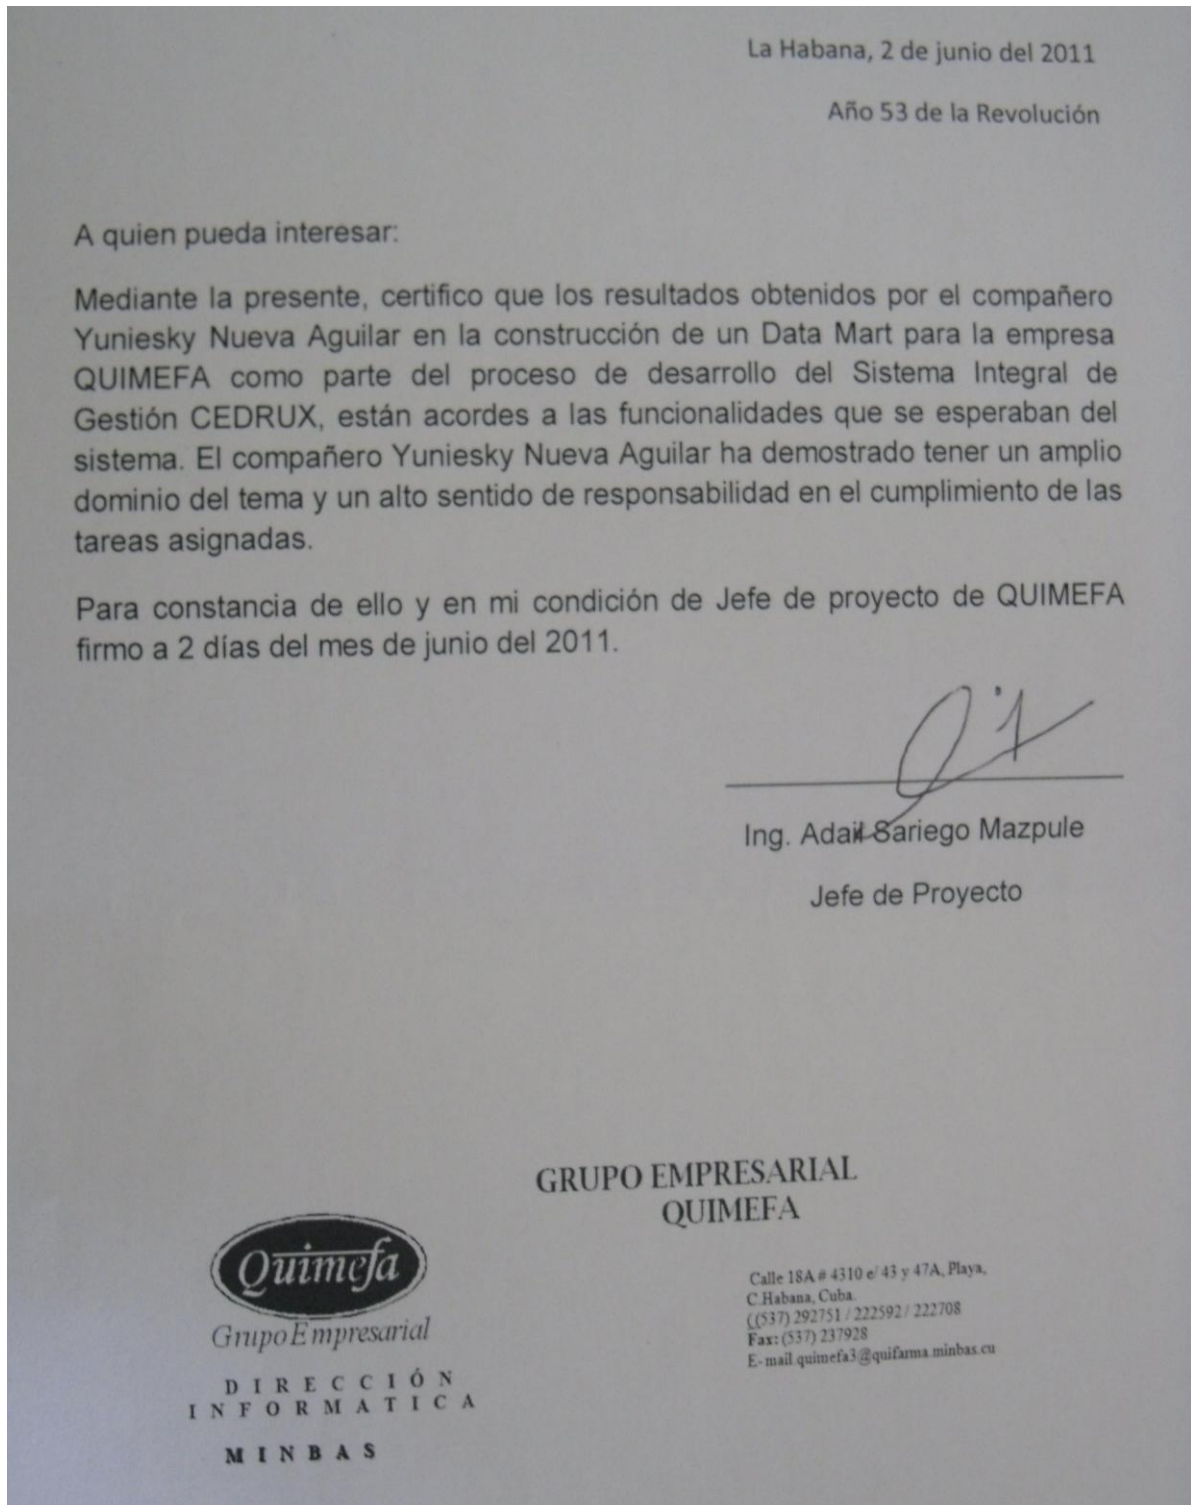 La Habana, 2 de junio del 2011
Año 53 de la Revolución
A quien pueda interesar:
Mediante la presente, certifico que los resultados obtenidos por el compañero
Yuniesky Nueva Aguilar en la construcción de un Data Mart para la empresa
QUIMEFA como parte del proceso de desarrollo del Sistema Integral de
Gestión CEDRUX, están acordes a las funcionalidades que se esperaban del
sistema. El compañero Yuniesky Nueva Aguilar ha demostrado tener un amplio
dominio del tema y un alto sentido de responsabilidad en el cumplimiento de las
tareas asignadas.
Para constancia de ello y en mi condición de Jefe de proyecto de QUIMEFA
firmo a 2 días del mes de junio del 2011.
Ing. Adail Sariego Mazpule
Jefe de Proyecto
GRUPO EMPRESARIAL
QUIMEFA
Quimefa
Grupo Empresarial
DIRECCIÓN
INFORMATICA
MINBAS
Calle 18A # 4310 e/ 43 y 47A, Playa,
C.Habana, Cuba.
((537) 292751 / 222592 / 222708
Fax: (537) 237928
E-mail.quimefa3@quifarma.minbas.cu